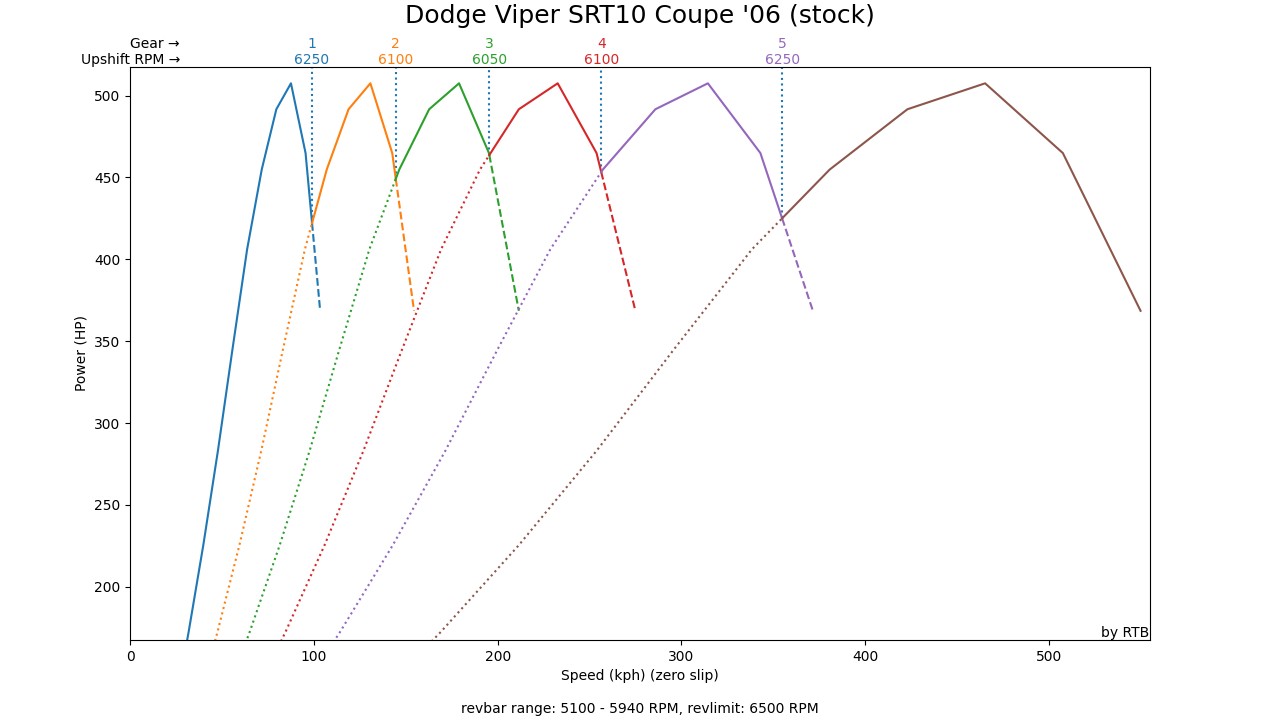 Dodge Viper SRT10 Coupe '06 (stock)
Gear → 1 2 3 4 5
Upshift RPM → 6250 6100 6050 6100 6250
500
450
400
350
300
250
200
Power (HP)
by RTB
0 100 200 300 400 500
Speed (kph) (zero slip)
revbar range: 5100 - 5940 RPM, revlimit: 6500 RPM